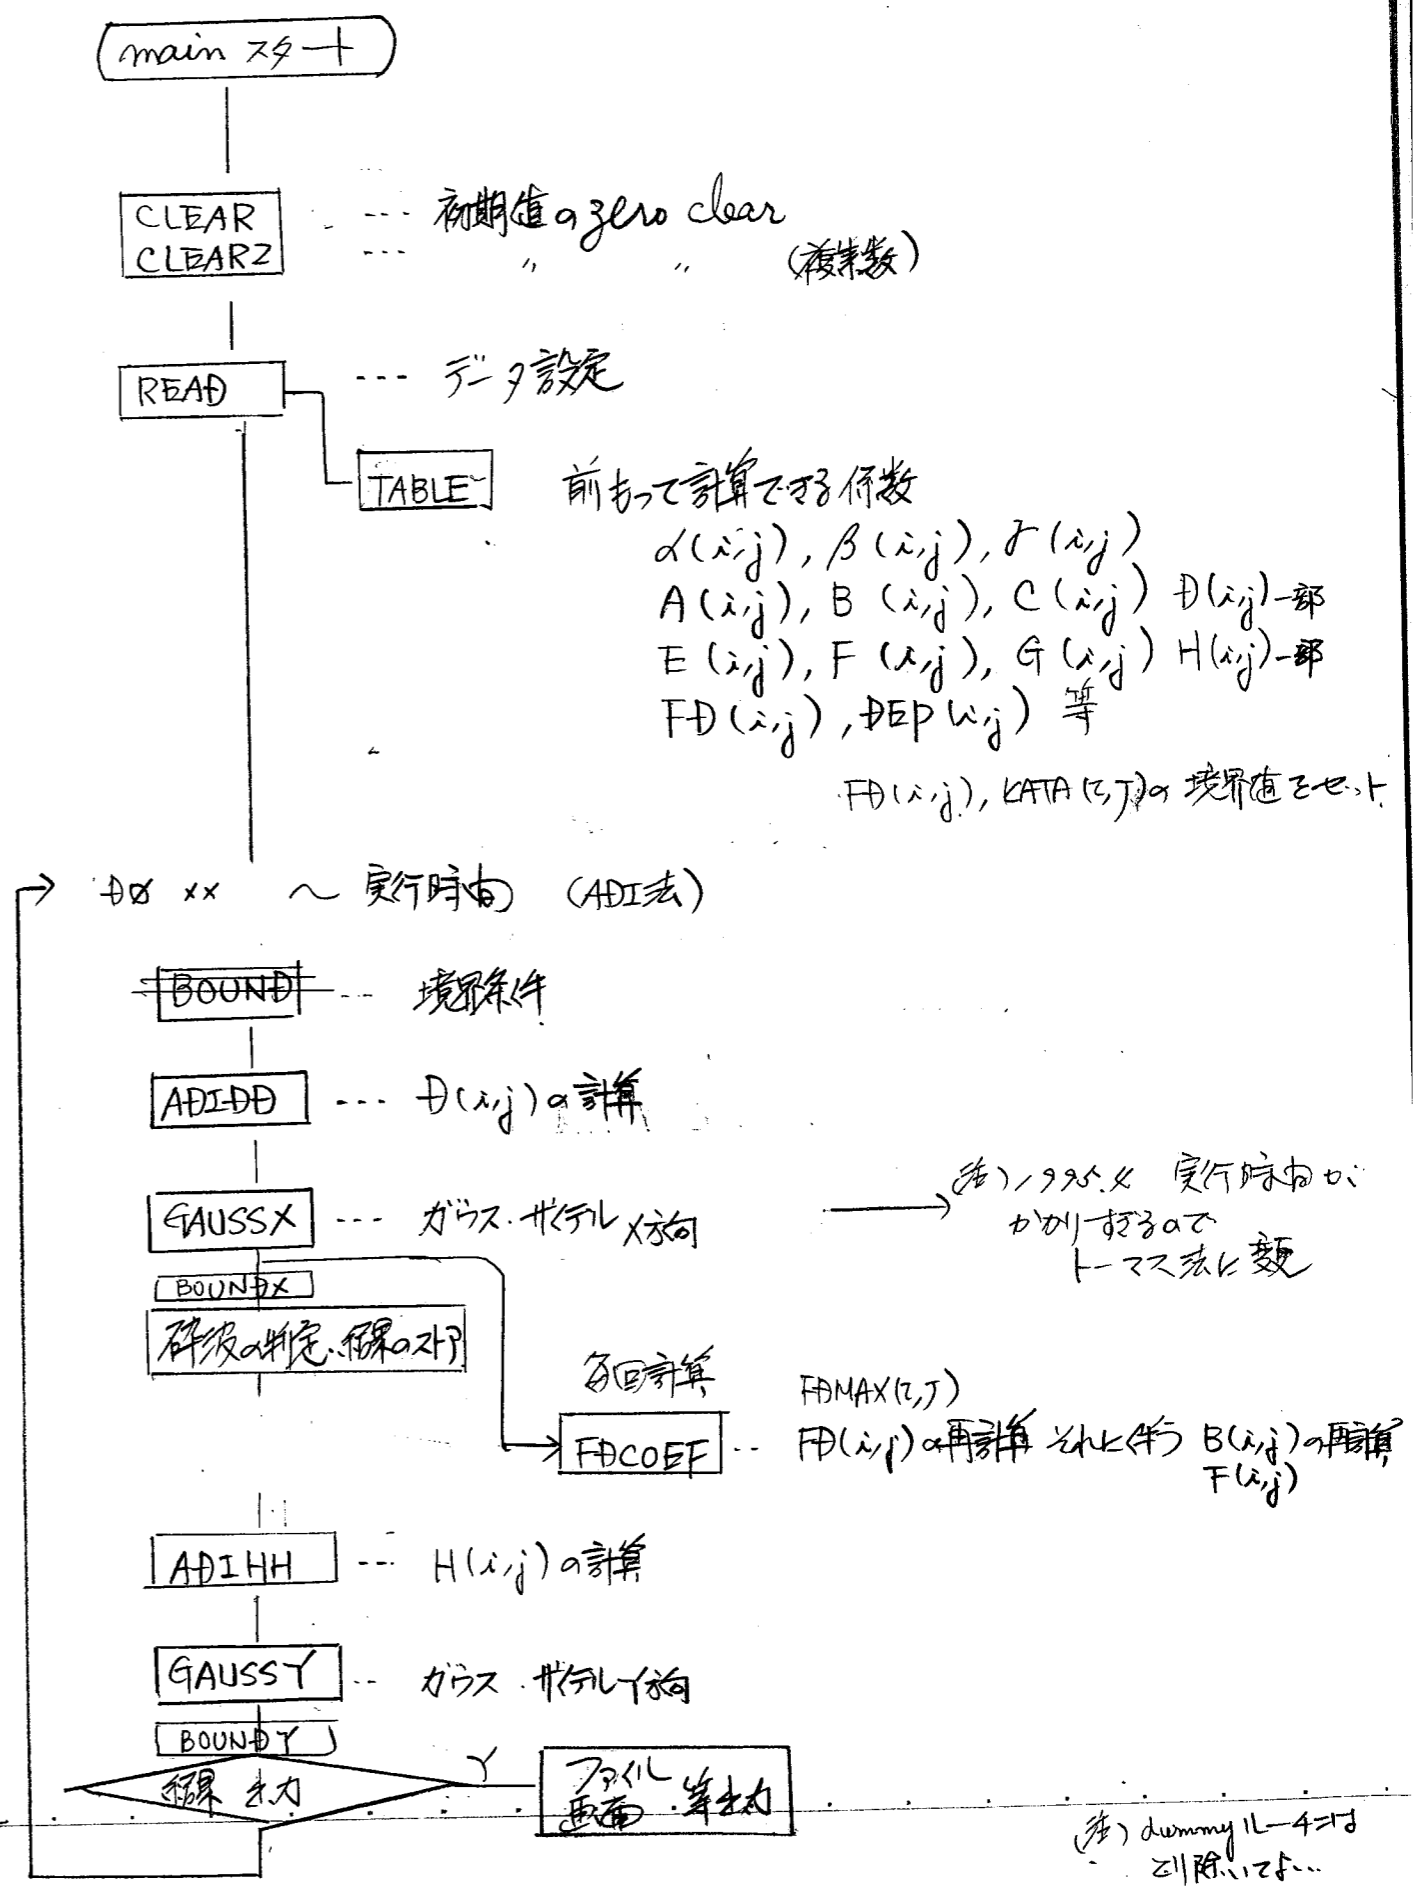 main スタート
CLEAR --- 初期値の zero clear
CLEARZ --- 〃 〃 (複素数)
READ --- データ設定
TABLE 前もって計算できる係数
α(i,j), β(i,j), γ(i,j)
A(i,j), B(i,j), C(i,j) D(i,j)一部
E(i,j), F(i,j), G(i,j) H(i,j)一部
FD(i,j), DEP(i,j) 等
FD(i,j), KATA(I,J)の境界値をセット
DO ×× ～ 実行時間 (ADI法)
BOUND --- 境界条件
ADIDD --- D(i,j)の計算
GAUSSX --- ガウス・ザイデル X方向
(注) 1995.4 実行時間が
かかりすぎるので
トーマス法に変更
BOUNDX
砕波の判定、結果のストア
毎回計算
FDCOEF -- FDMAX(I,J)
FD(i,j)の再計算 それに伴う B(i,j)の再計算
F(i,j)
ADIHH --- H(i,j)の計算
GAUSSY -- ガウス・ザイデル Y方向
BOUNDY
結果出力 Y
ファイル
画面 等出力
(注) dummyルーチンは
とり除いてよ...